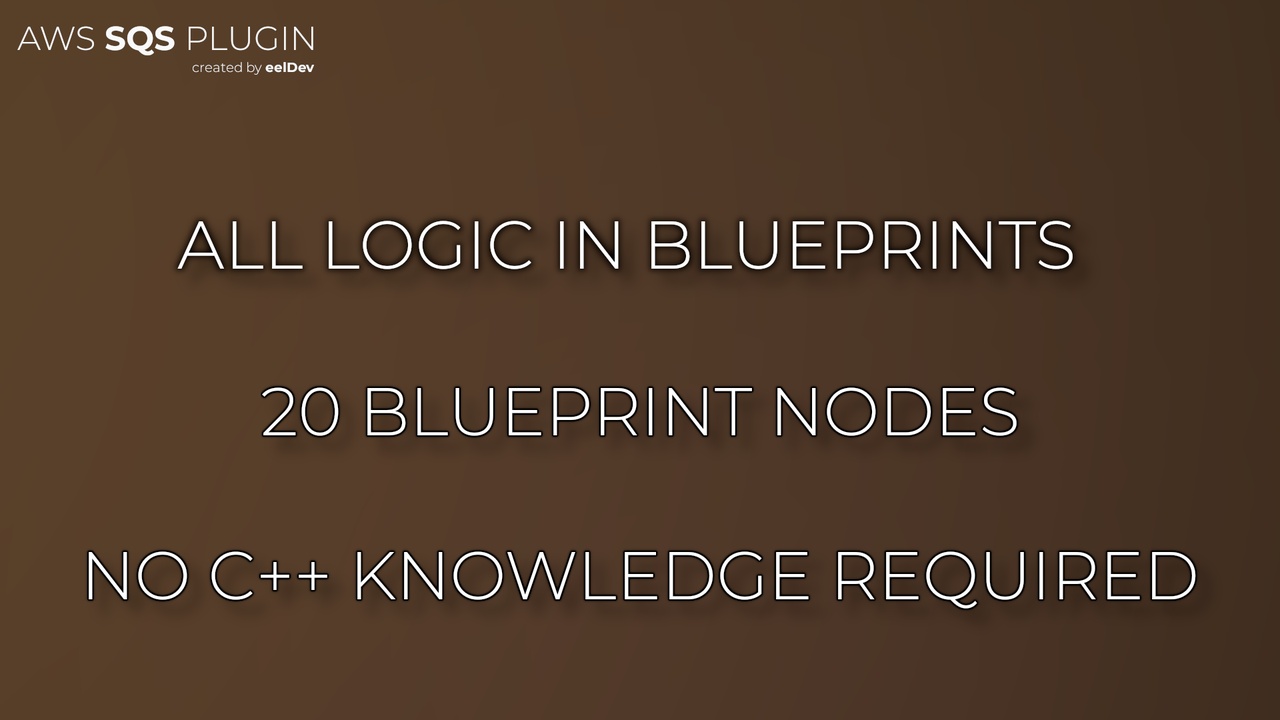 AWS SQS PLUGIN
created by eelDev
ALL LOGIC IN BLUEPRINTS
20 BLUEPRINT NODES
NO C++ KNOWLEDGE REQUIRED